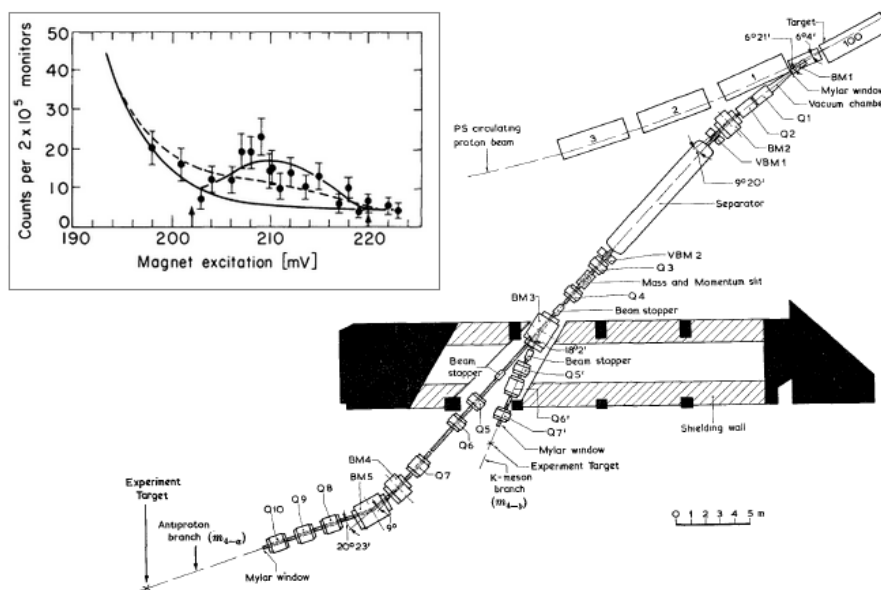 50
40
30
20
10
0
Counts per 2 x 10⁵ monitors
190
200
210
220
Magnet excitation [mV]
Target
6°4'
6°21'
100
BM1
Mylar window
Vacuum chamber
Q1
Q2
BM2
VBM1
1
2
3
PS circulating
proton beam
9°20'
Separator
VBM2
Q3
Mass and Momentum slit
Q4
Beam stopper
BM3
18°2'
Beam stopper
Q5'
Beam
stopper
Q6'
Q7'
Q5
Q6
Shielding wall
Mylar window
Experiment Target
K-meson
branch
(m₄₋ᵦ)
Q7
BM4
BM5
9°
20°23'
Q8
Q9
Q10
Experiment
Target
Antiproton
branch (m₄₋ₐ)
Mylar window
0 1 2 3 4 5 m